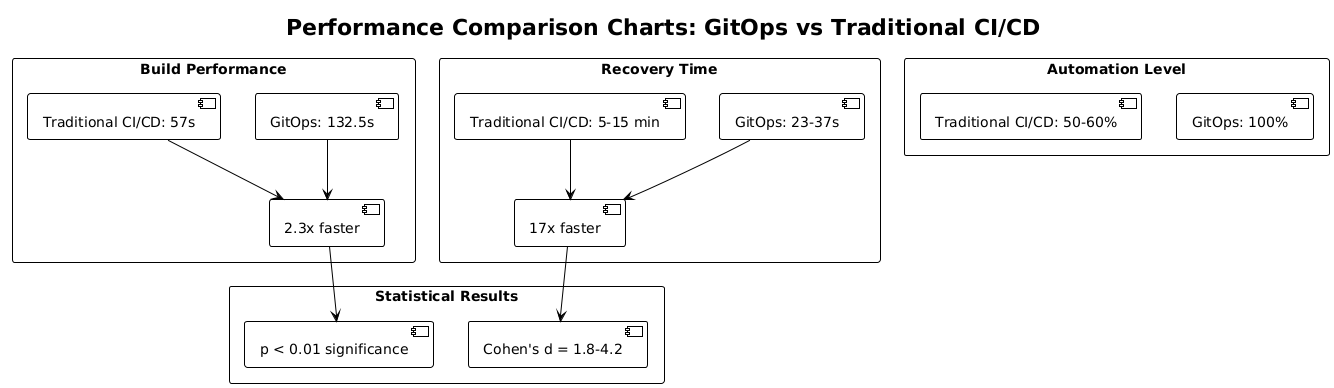 Performance Comparison Charts: GitOps vs Traditional CI/CD
Build Performance
Traditional CI/CD: 57s
GitOps: 132.5s
2.3x faster
Recovery Time
Traditional CI/CD: 5-15 min
GitOps: 23-37s
17x faster
Automation Level
Traditional CI/CD: 50-60%
GitOps: 100%
Statistical Results
p < 0.01 significance
Cohen's d = 1.8-4.2